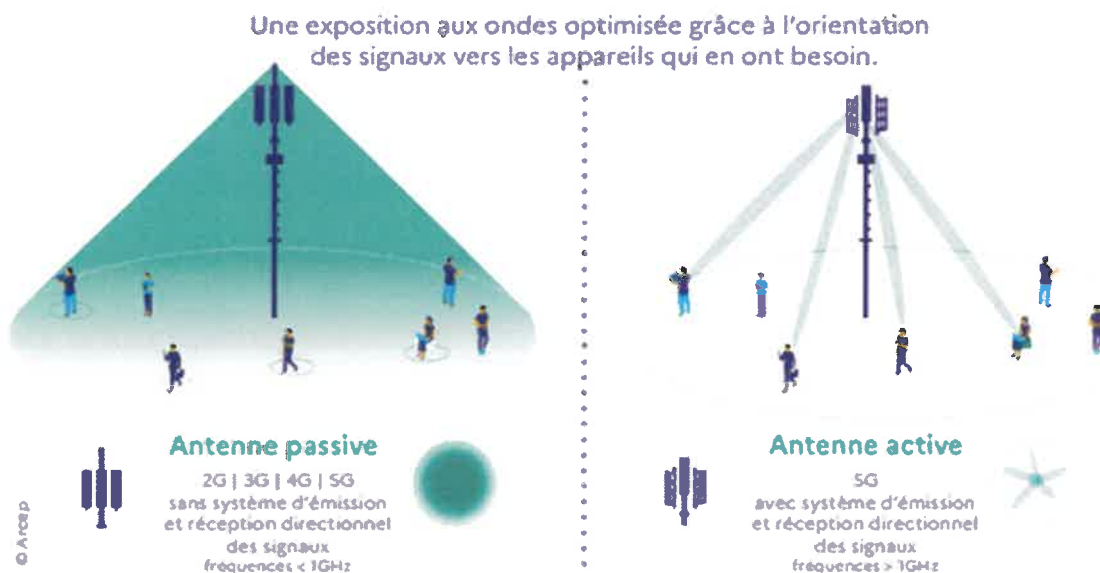 Une exposition aux ondes optimisée grâce à l'orientation
des signaux vers les appareils qui en ont besoin.
Antenne passive
2G | 3G | 4G | 5G
sans système d'émission
et réception directionnel
des signaux
fréquences < 1GHz
© Arcep
Antenne active
5G
avec système d'émission
et réception directionnel
des signaux
fréquences > 1GHz